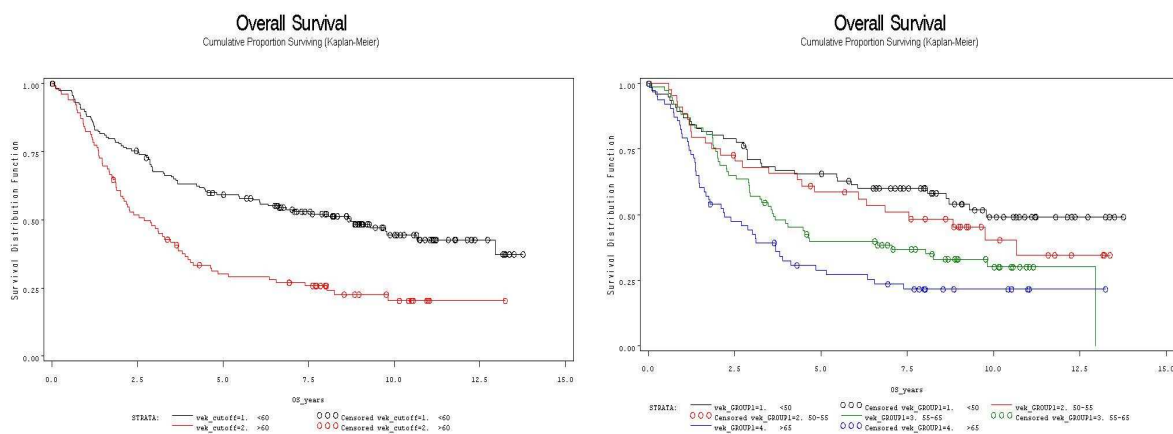 Overall Survival
Cumulative Proportion Surviving (Kaplan-Meier)
Survival Distribution Function
1.00
0.75
0.50
0.25
0.00
0.0 2.5 5.0 7.5 10.0 12.5 15.0
OS_years
STRATA: vek_cutoff=1. <60 Censored vek_cutoff=1. <60
vek_cutoff=2. >60 Censored vek_cutoff=2. >60
Overall Survival
Cumulative Proportion Surviving (Kaplan-Meier)
Survival Distribution Function
1.00
0.75
0.50
0.25
0.00
0.0 2.5 5.0 7.5 10.0 12.5 15.0
OS_years
STRATA: vek_GROUP1=1. <50 Censored vek_GROUP1=1. <50 vek_GROUP1=2. 50-55
Censored vek_GROUP1=2. 50-55 vek_GROUP1=3. 55-65 Censored vek_GROUP1=3. 55-65
vek_GROUP1=4. >65 Censored vek_GROUP1=4. >65